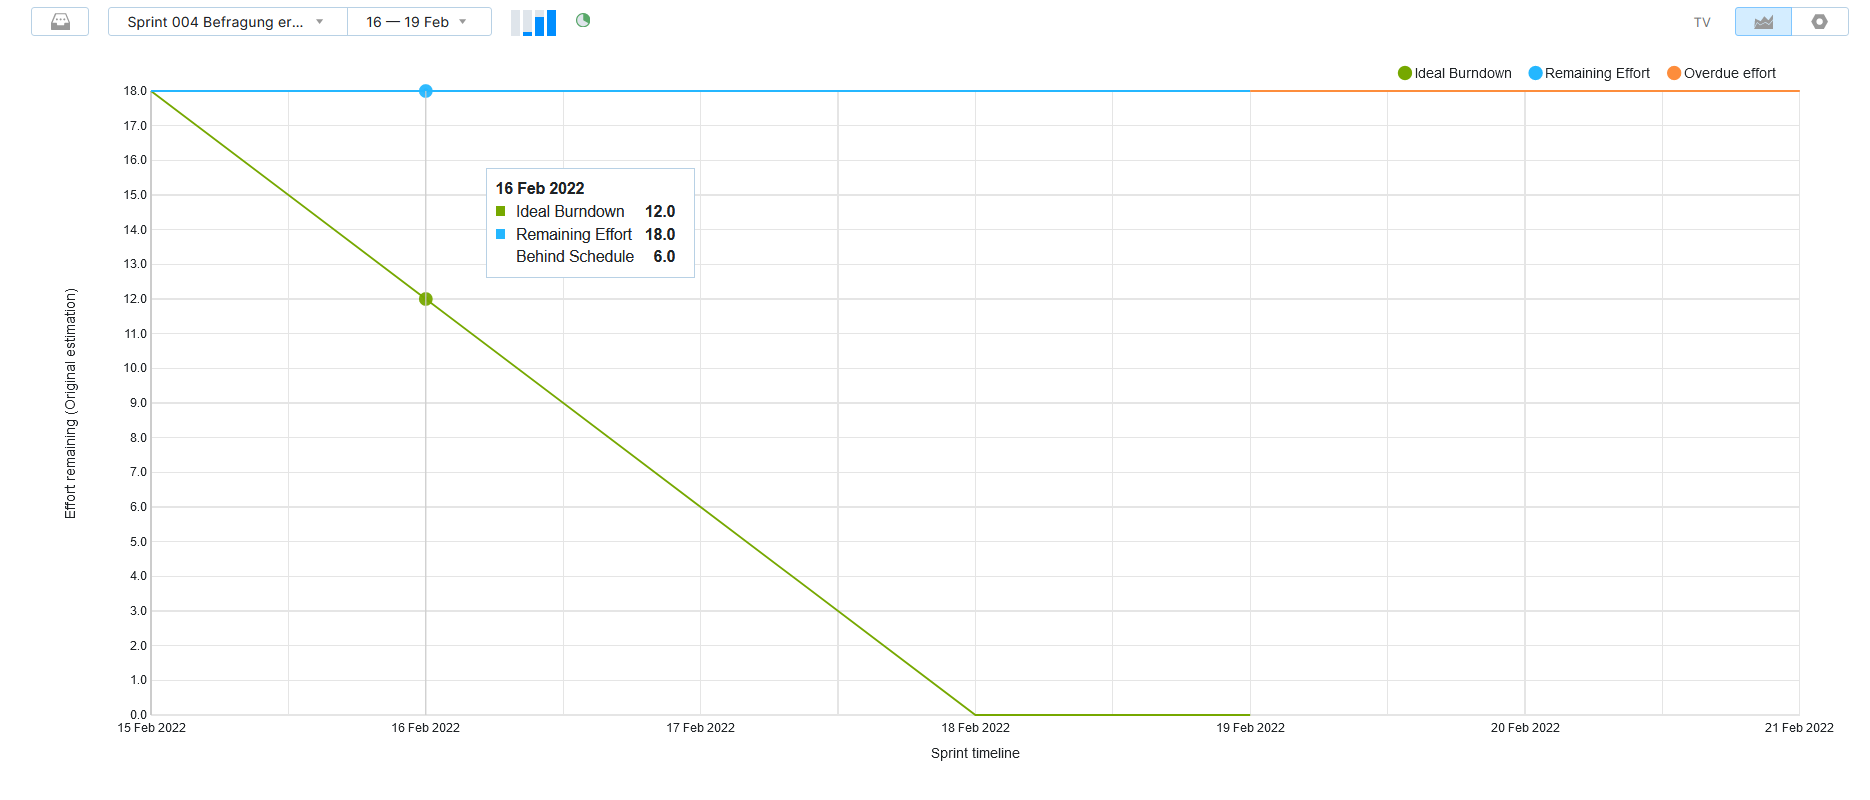 Sprint 004 Befragung er...
16 — 19 Feb
TV
Ideal Burndown
Remaining Effort
Overdue effort
18.0
17.0
16.0
15.0
14.0
13.0
12.0
11.0
10.0
9.0
8.0
7.0
6.0
5.0
4.0
3.0
2.0
1.0
0.0
Effort remaining (Original estimation)
16 Feb 2022
Ideal Burndown 12.0
Remaining Effort 18.0
Behind Schedule 6.0
15 Feb 2022
16 Feb 2022
17 Feb 2022
18 Feb 2022
19 Feb 2022
20 Feb 2022
21 Feb 2022
Sprint timeline